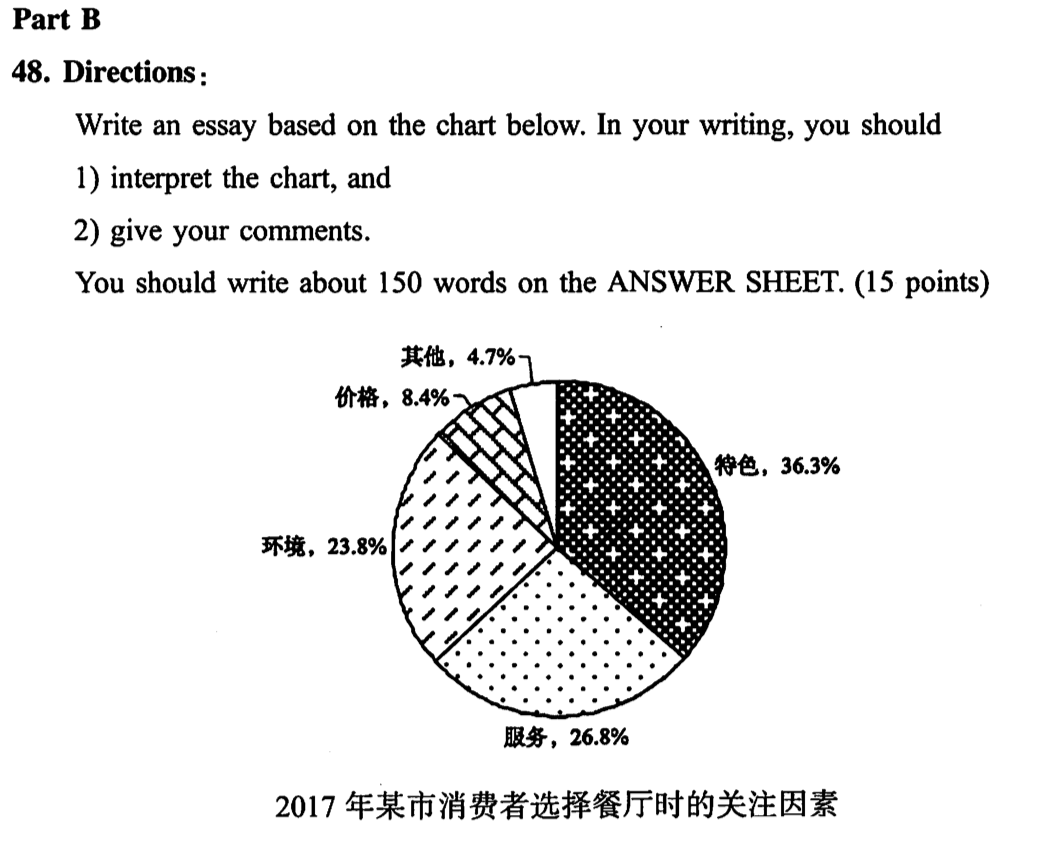 Part B
48. Directions:
Write an essay based on the chart below. In your writing, you should
1) interpret the chart, and
2) give your comments.
You should write about 150 words on the ANSWER SHEET. (15 points)
其他，4.7%
价格，8.4%
特色，36.3%
环境，23.8%
服务，26.8%
2017 年某市消费者选择餐厅时的关注因素